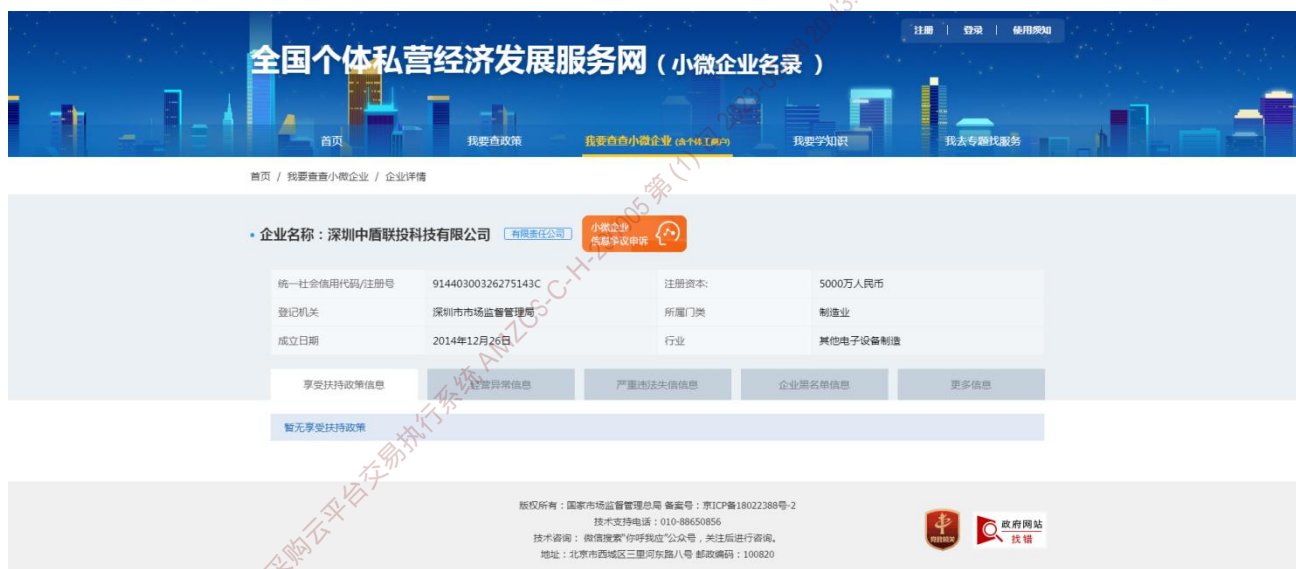 注册 | 登录 | 使用须知
全国个体私营经济发展服务网（小微企业名录 ）
首页 我要查政策 我要查查小微企业 (含个体工商户) 我要学知识 我去专题找服务
首页 / 我要查查小微企业 / 企业详情
• 企业名称：深圳中盾联投科技有限公司 有限责任公司 小微企业
信息争议申诉
统一社会信用代码/注册号 91440300326275143C 注册资本: 5000万人民币
登记机关 深圳市市场监督管理局 所属门类 制造业
成立日期 2014年12月26日 行业 其他电子设备制造
享受扶持政策信息 经营异常信息 严重违法失信信息 企业黑名单信息 更多信息
暂无享受扶持政策
版权所有：国家市场监督管理总局 备案号：京ICP备18022388号-2
技术支持电话：010-88650856
技术咨询： 微信搜索"你呼我应"公众号，关注后进行咨询。
地址：北京市西城区三里河东路八号 邮政编码：100820
党政机关
政府网站
找错